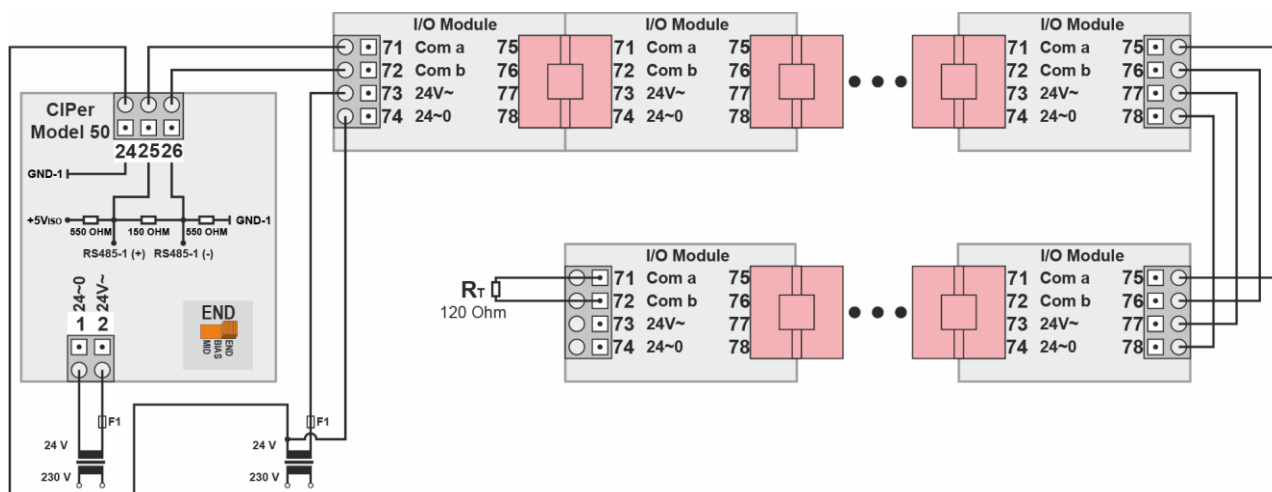 I/O Module
71 Com a 75
72 Com b 76
73 24V~ 77
74 24~0 78
I/O Module
71 Com a 75
72 Com b 76
73 24V~ 77
74 24~0 78
I/O Module
71 Com a 75
72 Com b 76
73 24V~ 77
74 24~0 78
CIPer
Model 50
24 25 26
GND-1
+5VISO
550 OHM
150 OHM
550 OHM
GND-1
RS485-1 (+)
RS485-1 (-)
24~0
24V~
1 2
END
MID
BIAS
END
I/O Module
71 Com a 75
72 Com b 76
73 24V~ 77
74 24~0 78
RT
120 Ohm
I/O Module
71 Com a 75
72 Com b 76
73 24V~ 77
74 24~0 78
F1
24 V
230 V
F1
24 V
230 V